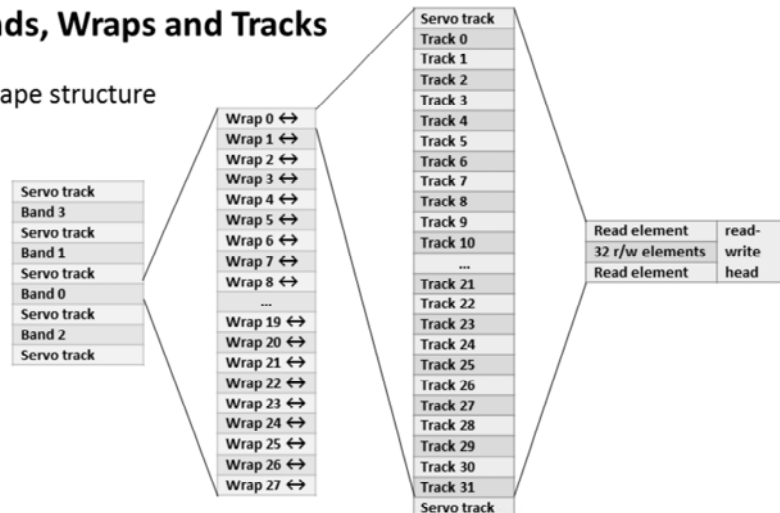 ds, Wraps and Tracks
ape structure
Servo track
Band 3
Servo track
Band 1
Servo track
Band 0
Servo track
Band 2
Servo track
Wrap 0 ↔
Wrap 1 ↔
Wrap 2 ↔
Wrap 3 ↔
Wrap 4 ↔
Wrap 5 ↔
Wrap 6 ↔
Wrap 7 ↔
Wrap 8 ↔
...
Wrap 19 ↔
Wrap 20 ↔
Wrap 21 ↔
Wrap 22 ↔
Wrap 23 ↔
Wrap 24 ↔
Wrap 25 ↔
Wrap 26 ↔
Wrap 27 ↔
Servo track
Track 0
Track 1
Track 2
Track 3
Track 4
Track 5
Track 6
Track 7
Track 8
Track 9
Track 10
...
Track 21
Track 22
Track 23
Track 24
Track 25
Track 26
Track 27
Track 28
Track 29
Track 30
Track 31
Servo track
Read element
32 r/w elements
Read element
read-
write
head